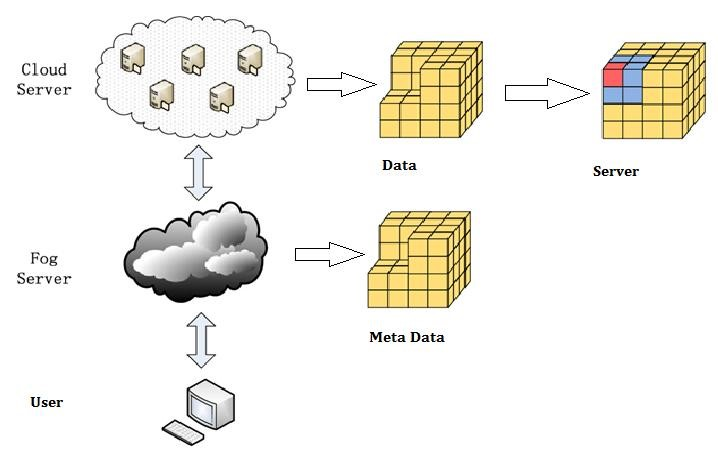 Cloud
Server
Data
Server
Fog
Server
Meta Data
User